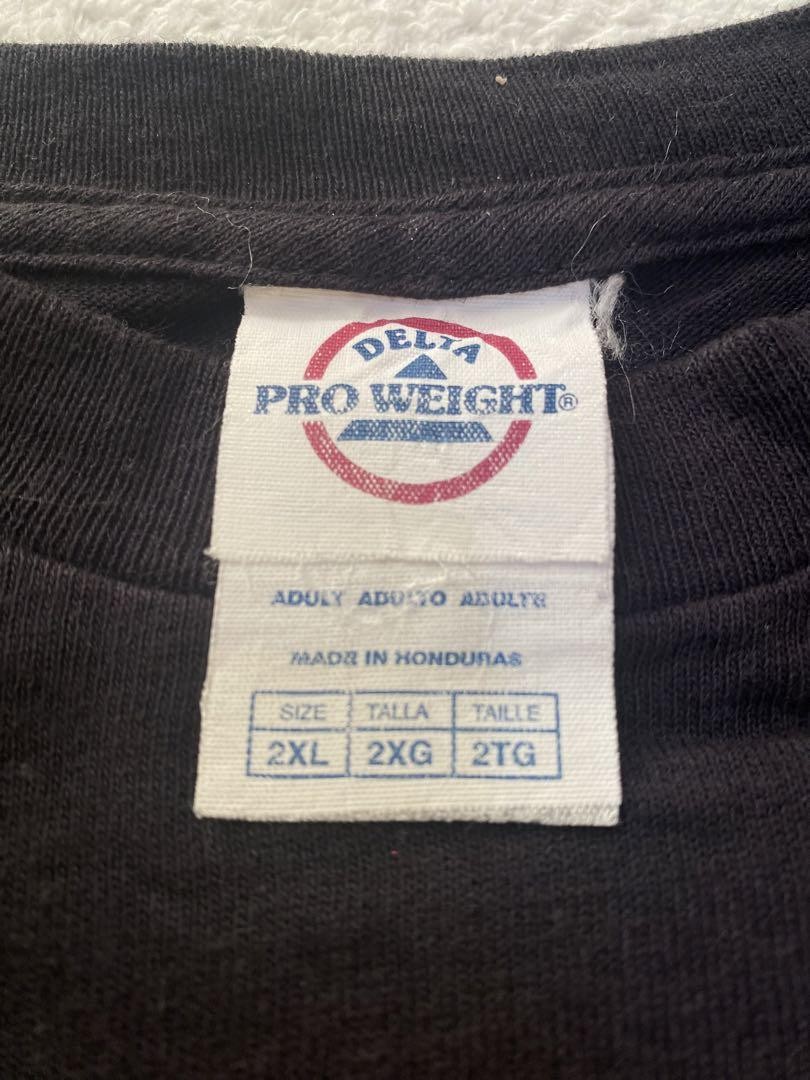 DELTA
PRO WEIGHT®
ADULT ADULTO ADULTE
MADE IN HONDURAS
SIZE TALLA TAILLE
2XL 2XG 2TG